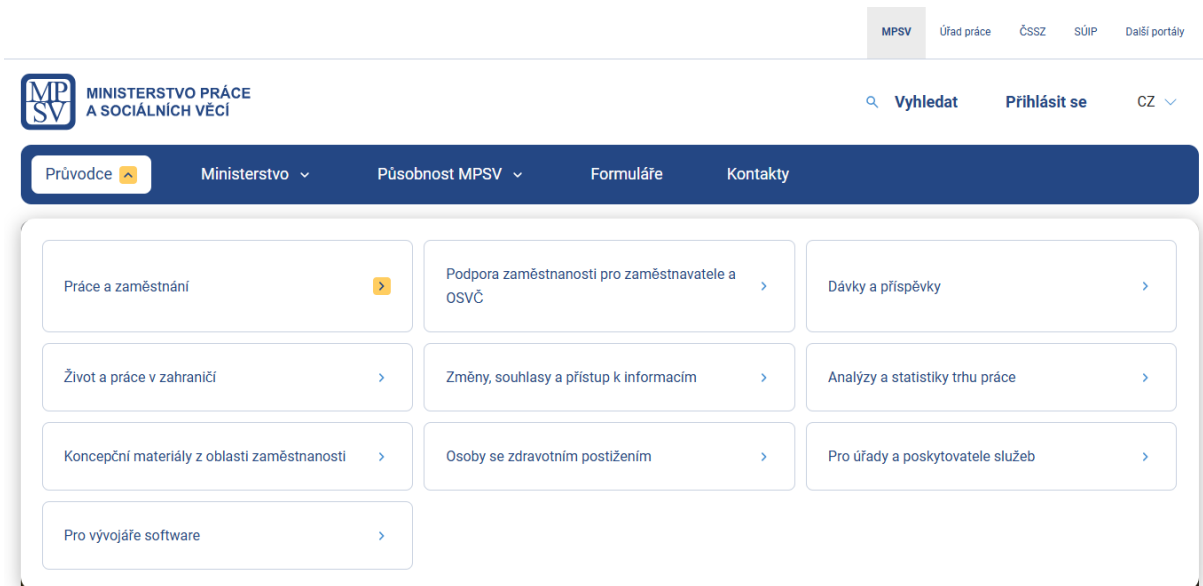 MPSV Úřad práce ČSSZ SÚIP Další portály
MP
SV
MINISTERSTVO PRÁCE
A SOCIÁLNÍCH VĚCÍ
Vyhledat Přihlásit se CZ
Průvodce Ministerstvo Působnost MPSV Formuláře Kontakty
Práce a zaměstnání
Podpora zaměstnanosti pro zaměstnavatele a
OSVČ
Dávky a příspěvky
Život a práce v zahraničí
Změny, souhlasy a přístup k informacím
Analýzy a statistiky trhu práce
Koncepční materiály z oblasti zaměstnanosti
Osoby se zdravotním postižením
Pro úřady a poskytovatele služeb
Pro vývojáře software